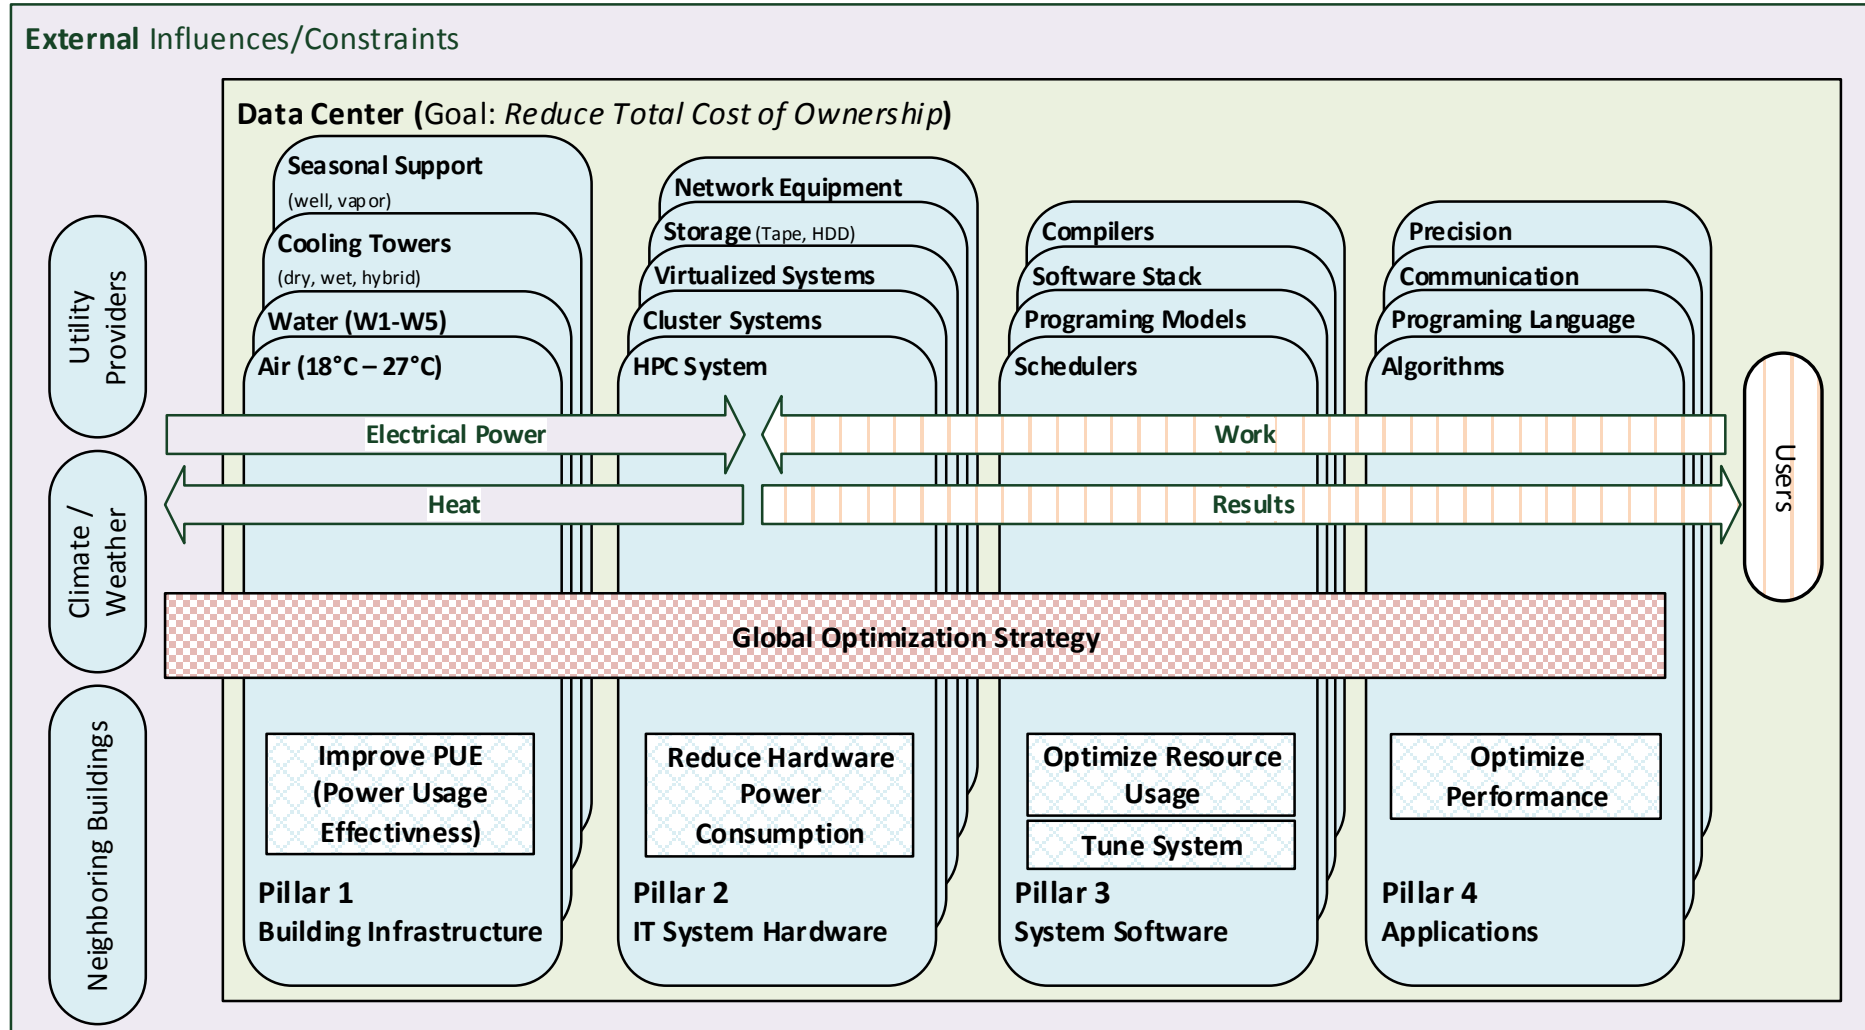 External Influences/Constraints
Data Center (Goal: Reduce Total Cost of Ownership)
Utility
Providers
Climate /
Weather
Neighboring Buildings
Seasonal Support
(well, vapor)
Cooling Towers
(dry, wet, hybrid)
Water (W1-W5)
Air (18°C – 27°C)
Network Equipment
Storage (Tape, HDD)
Virtualized Systems
Cluster Systems
HPC System
Compilers
Software Stack
Programing Models
Schedulers
Precision
Communication
Programing Language
Algorithms
Electrical Power
Work
Heat
Results
Users
Global Optimization Strategy
Improve PUE
(Power Usage
Effectivness)
Reduce Hardware
Power
Consumption
Optimize Resource
Usage
Tune System
Optimize
Performance
Pillar 1
Building Infrastructure
Pillar 2
IT System Hardware
Pillar 3
System Software
Pillar 4
Applications